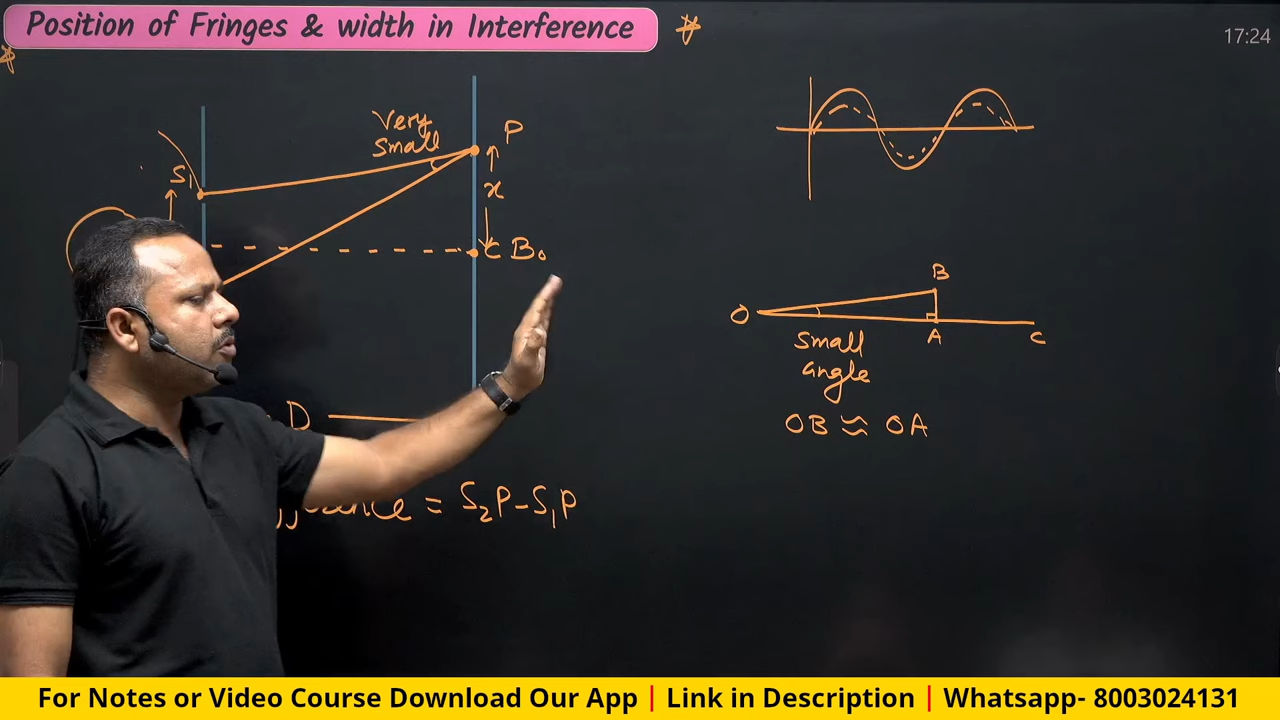 Position of Fringes & width in Interference
17:24
Very
small
P
S₁
x
C B₀
D
= S₂P-S₁P
B
O
A
C
small
angle
OB ≈ OA
For Notes or Video Course Download Our App | Link in Description | Whatsapp- 8003024131